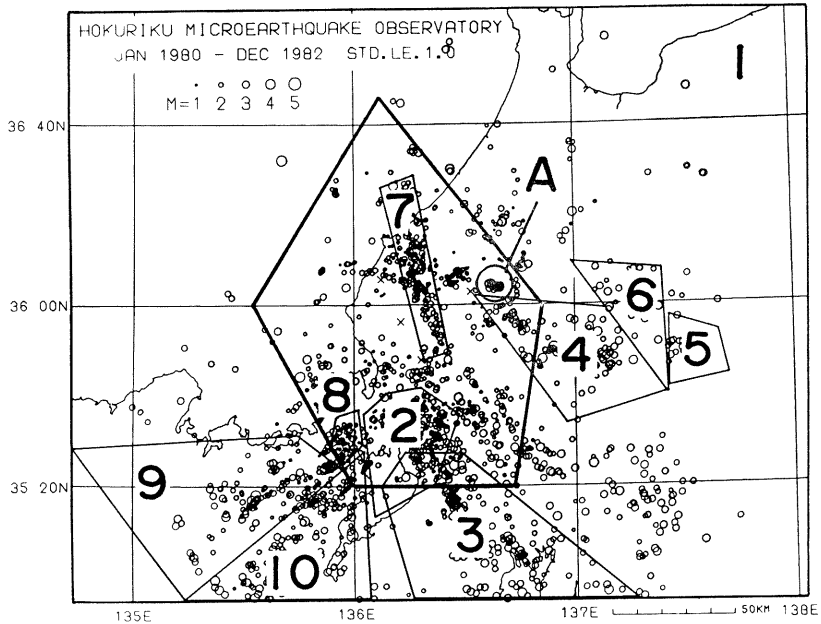 HOKURIKU MICROEARTHQUAKE OBSERVATORY
JAN 1980 - DEC 1982 STD.LE.1.0
M=1 2 3 4 5
1
36 40N
A
7
36 00N
6
5
4
8
2
9
35 20N
3
10
135E 136E 137E 50KM 138E